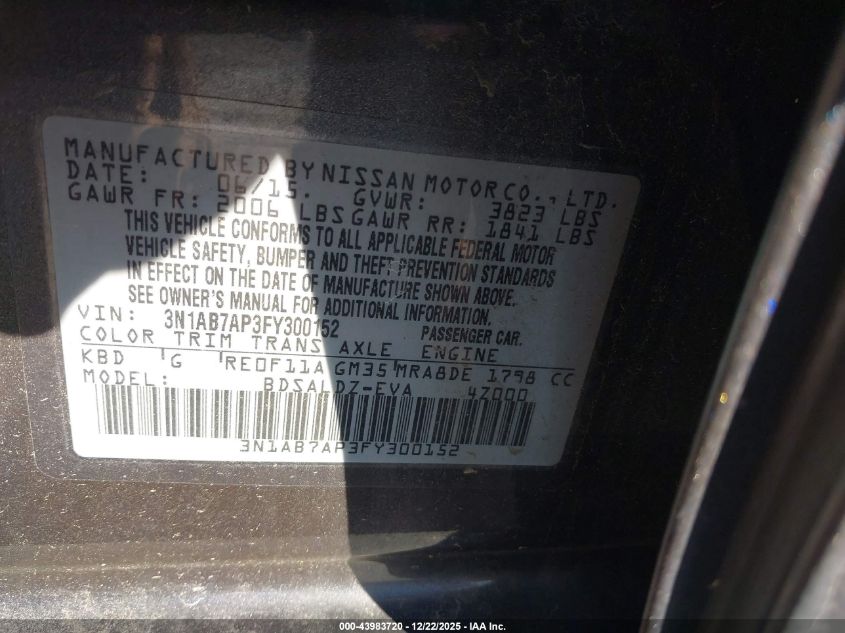 MANUFACTURED BY NISSAN MOTOR CO., LTD.
DATE: 06/15. GVWR: 3823 LBS
GAWR FR: 2006 LBS GAWR RR: 1841 LBS
THIS VEHICLE CONFORMS TO ALL APPLICABLE FEDERAL MOTOR
VEHICLE SAFETY, BUMPER AND THEFT PREVENTION STANDARDS
IN EFFECT ON THE DATE OF MANUFACTURE SHOWN ABOVE.
SEE OWNER'S MANUAL FOR ADDITIONAL INFORMATION.
VIN: 3N1AB7AP3FY300152 PASSENGER CAR.
COLOR TRIM TRANS AXLE ENGINE
KBD 'G 'RE0F11A GM35'MRA8DE 1798 CC
MODEL: BDSALDZ-EVA 4Z000
3N1AB7AP3FY300152
000-43983720 - 12/22/2025 - IAA Inc.